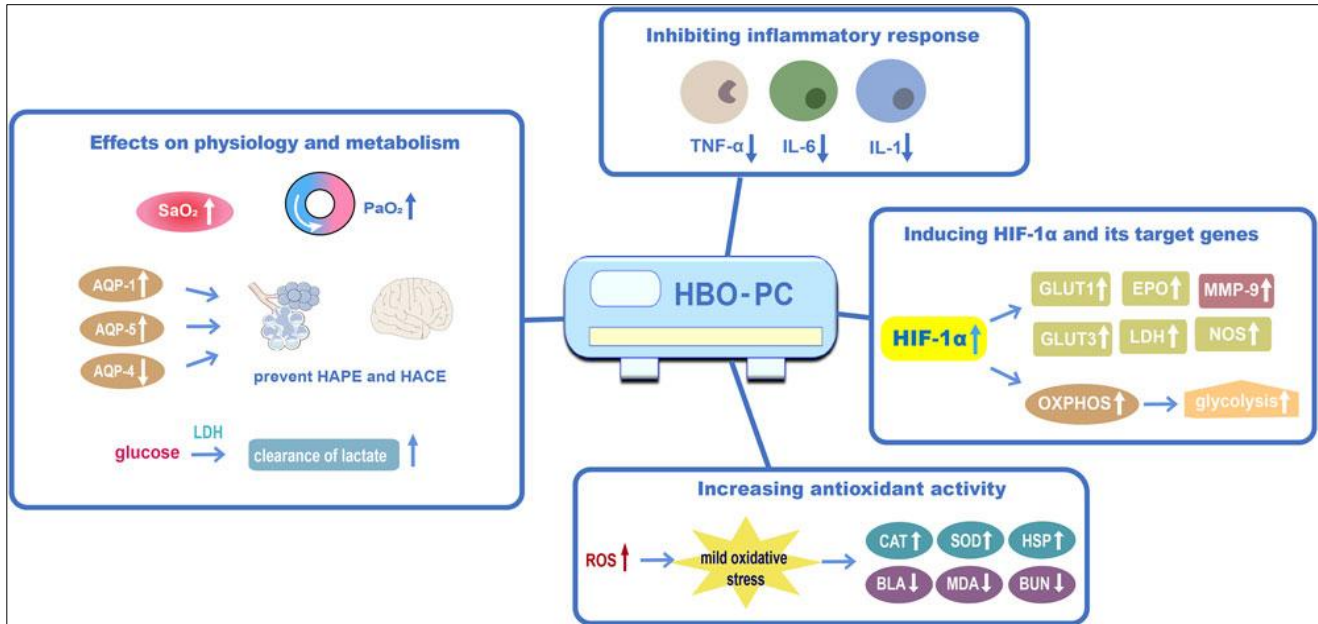 Inhibiting inflammatory response
TNF-α↓ IL-6↓ IL-1↓
Effects on physiology and metabolism
SaO₂↑ PaO₂↑
AQP-1↑
AQP-5↑
AQP-4↓
prevent HAPE and HACE
LDH
glucose → clearance of lactate ↑
HBO-PC
Inducing HIF-1α and its target genes
GLUT1↑ EPO↑ MMP-9↑
HIF-1α↑
GLUT3↑ LDH↑ NOS↑
OXPHOS↑ → glycolysis↑
Increasing antioxidant activity
ROS↑ → mild oxidative
stress
CAT↑ SOD↑ HSP↑
BLA↓ MDA↓ BUN↓